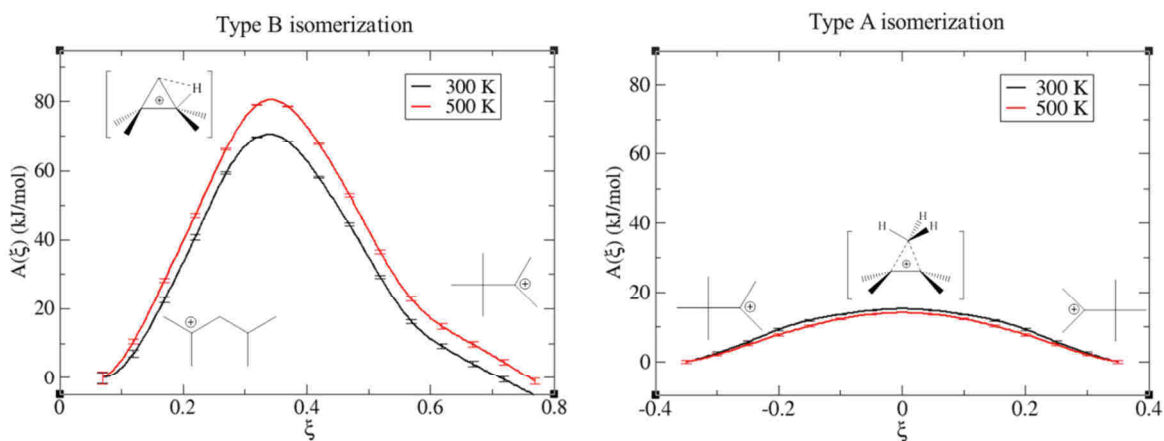 Type B isomerization
A(ξ) (kJ/mol)
80
60
40
20
0
0
0.2
0.4
0.6
0.8
ξ
300 K
500 K
H
⊕
⊕
⊕
Type A isomerization
A(ξ) (kJ/mol)
80
60
40
20
0
-0.4
-0.2
0
0.2
0.4
ξ
300 K
500 K
H
H
H
⊕
⊕
⊕